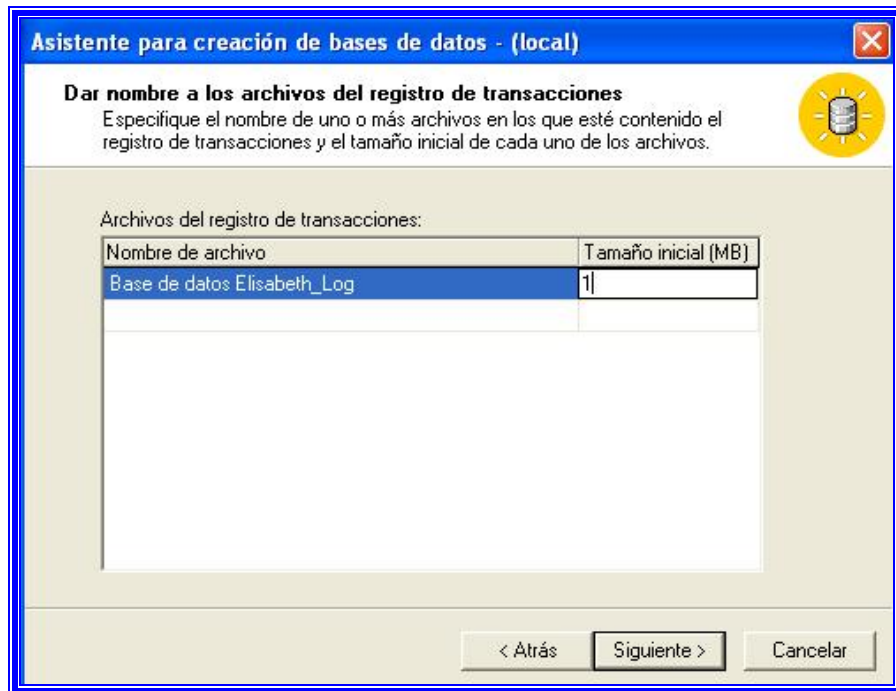 Asistente para creación de bases de datos - (local)
Dar nombre a los archivos del registro de transacciones
Especifique el nombre de uno o más archivos en los que esté contenido el
registro de transacciones y el tamaño inicial de cada uno de los archivos.
Archivos del registro de transacciones:
Nombre de archivo Tamaño inicial (MB)
Base de datos Elisabeth_Log 1
< Atrás Siguiente > Cancelar